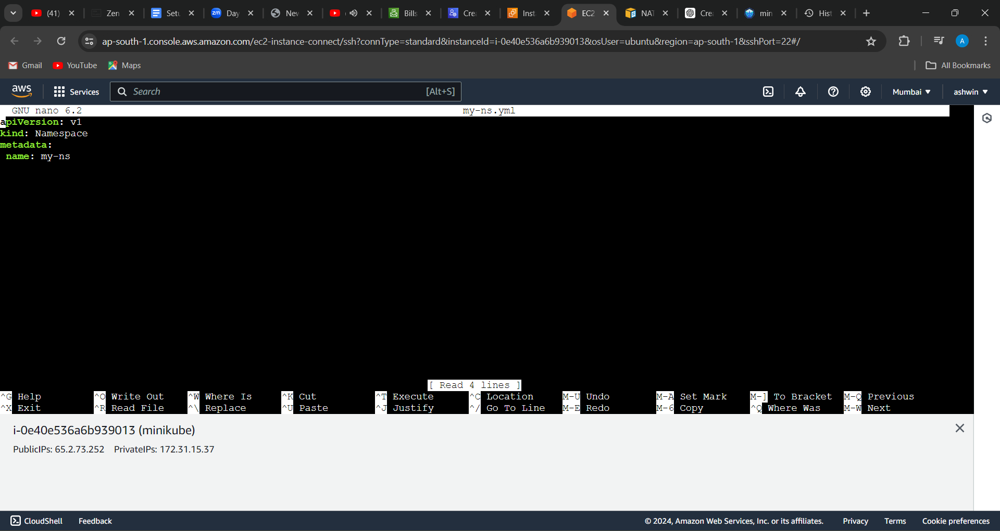 (41)
Zen
Setu
zm Day
New
Bills
Cre
Inst
EC2
NAT
Crea
min
Hist
ap-south-1.console.aws.amazon.com/ec2-instance-connect/ssh?connType=standard&instanceId=i-0e40e536a6b939013&osUser=ubuntu&region=ap-south-1&sshPort=22#/
A
Gmail YouTube Maps All Bookmarks
aws Services Search [Alt+S] Mumbai ashwin
GNU nano 6.2 my-ns.yml
apiVersion: v1
kind: Namespace
metadata:
 name: my-ns
[ Read 4 lines ]
^G Help ^O Write Out ^W Where Is ^K Cut ^T Execute ^C Location M-U Undo M-A Set Mark M-] To Bracket M-Q Previous
^X Exit ^R Read File ^\ Replace ^U Paste ^J Justify ^/ Go To Line M-E Redo M-6 Copy ^Q Where Was M-W Next
i-0e40e536a6b939013 (minikube)
PublicIPs: 65.2.73.252 PrivateIPs: 172.31.15.37
CloudShell Feedback © 2024, Amazon Web Services, Inc. or its affiliates. Privacy Terms Cookie preferences